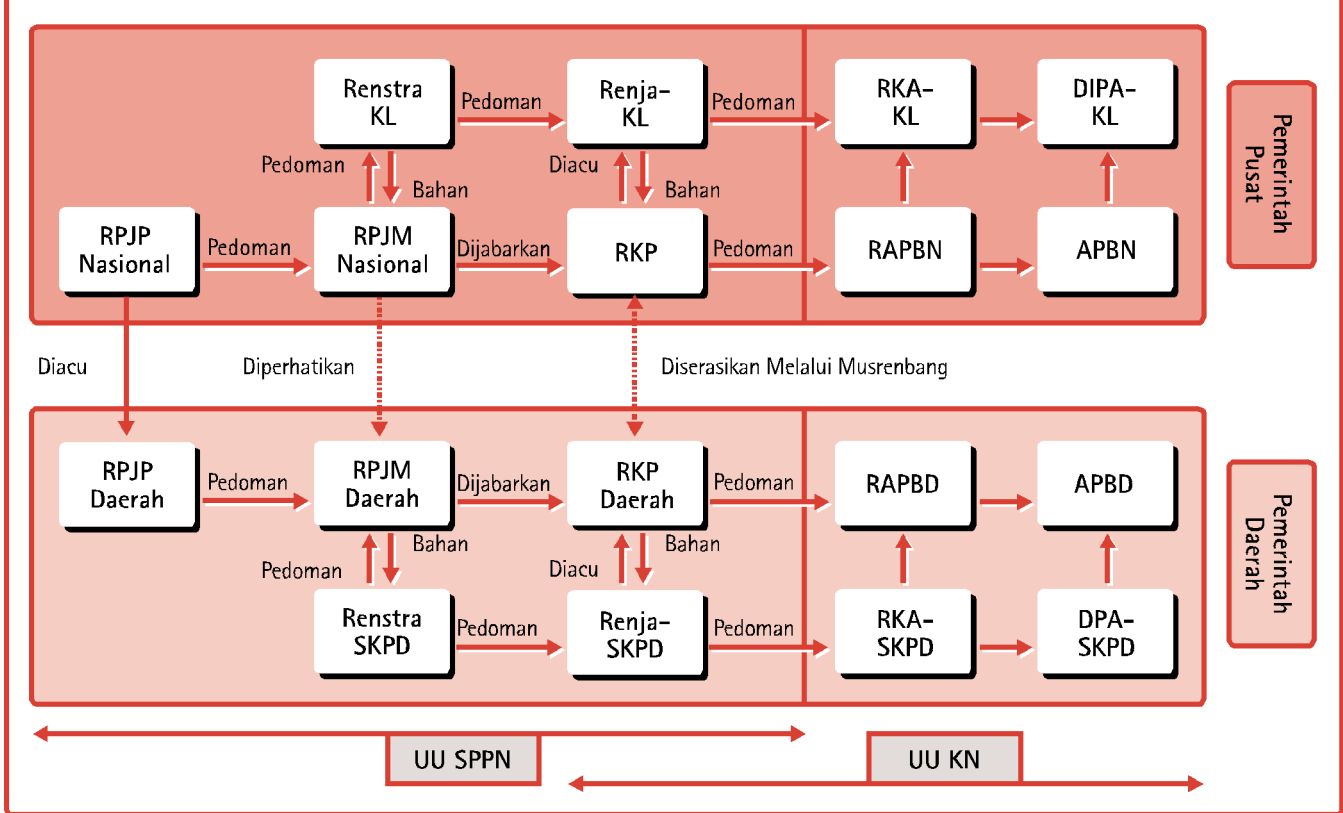 Renstra
KL
Pedoman
Renja-
KL
Pedoman
RKA-
KL
DIPA-
KL
Pemerintah
Pusat
Pedoman
Bahan
Diacu
Bahan
RPJP
Nasional
Pedoman
RPJM
Nasional
Dijabarkan
RKP
Pedoman
RAPBN
APBN
Diacu
Diperhatikan
Diserasikan Melalui Musrenbang
RPJP
Daerah
Pedoman
RPJM
Daerah
Dijabarkan
RKP
Daerah
Pedoman
RAPBD
APBD
Pemerintah
Daerah
Pedoman
Bahan
Diacu
Bahan
Renstra
SKPD
Pedoman
Renja-
SKPD
Pedoman
RKA-
SKPD
DPA-
SKPD
UU SPPN
UU KN